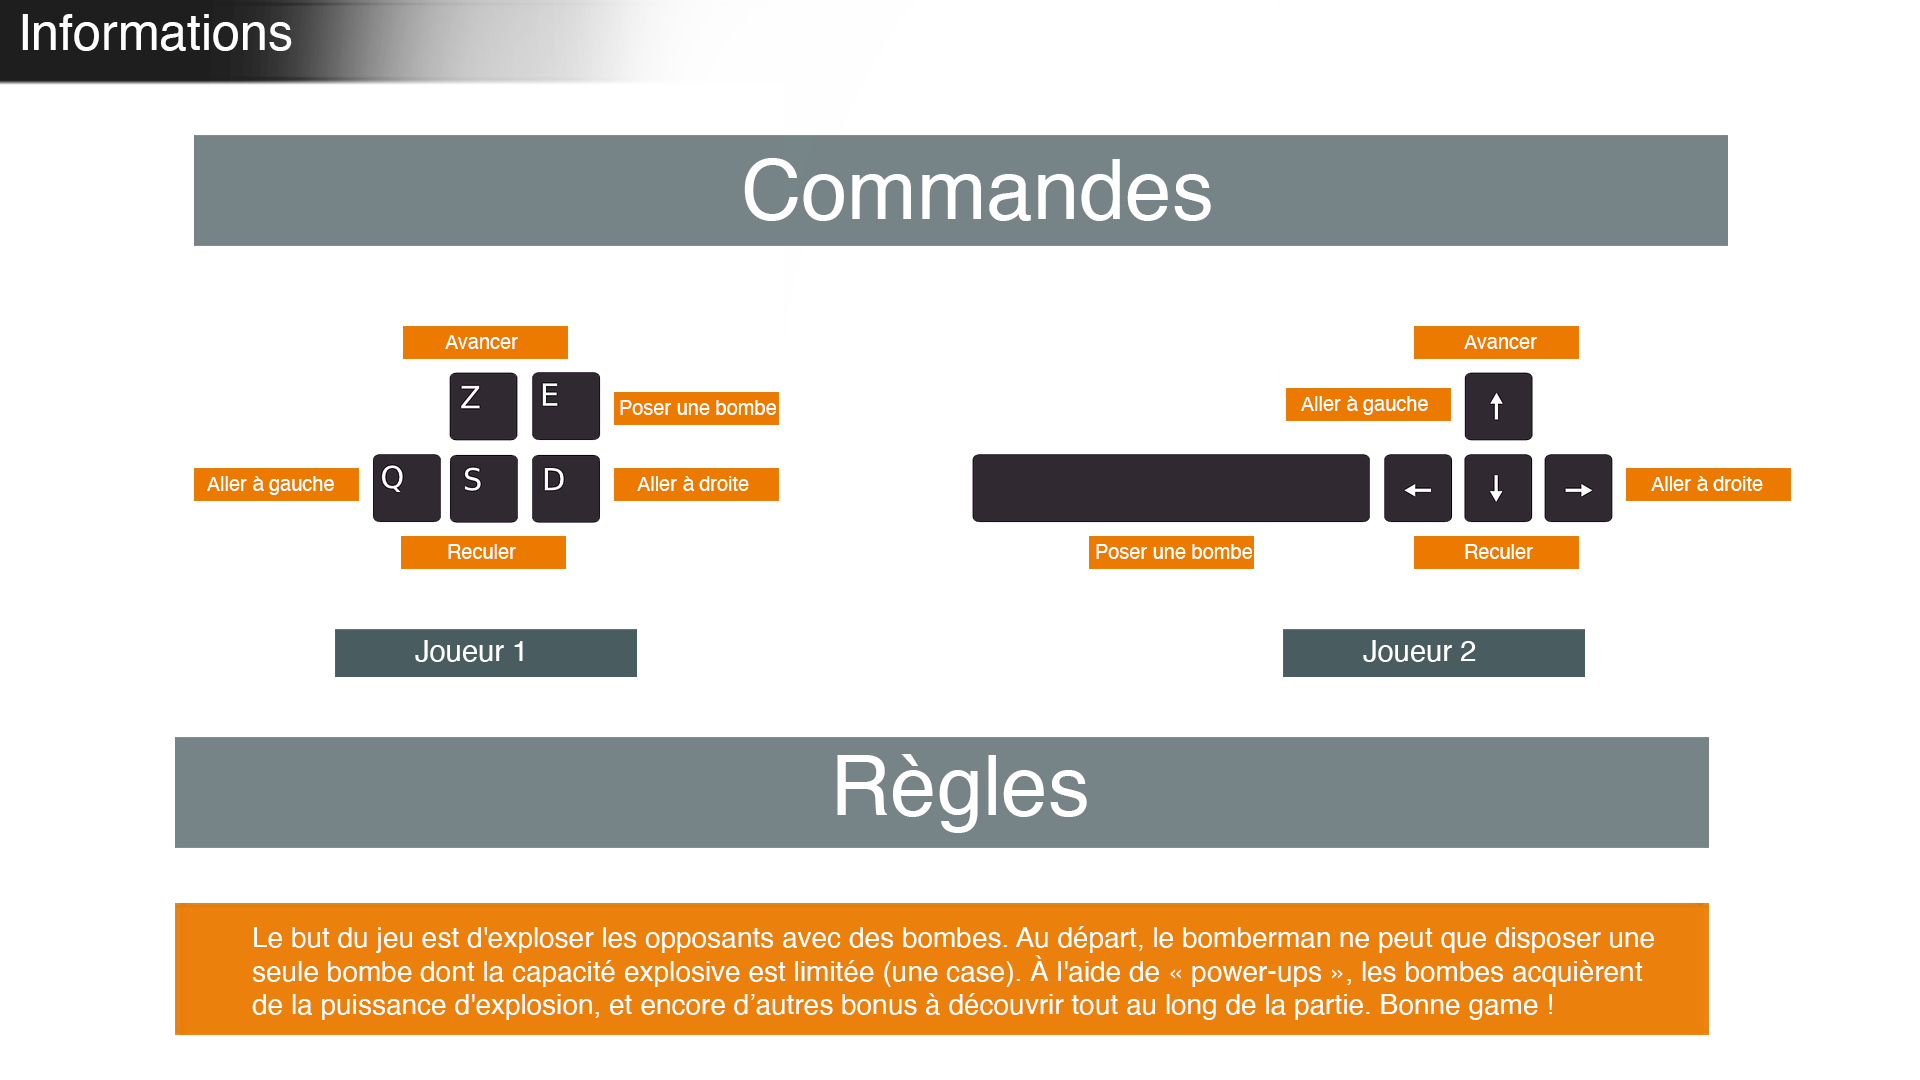 Informations
Commandes
Avancer
Z E
Poser une bombe
Aller à gauche
Q S D
Aller à droite
Reculer
Joueur 1
Avancer
Aller à gauche
↑
← ↓ →
Aller à droite
Poser une bombe
Reculer
Joueur 2
Règles
Le but du jeu est d'exploser les opposants avec des bombes. Au départ, le bomberman ne peut que disposer une
seule bombe dont la capacité explosive est limitée (une case). À l'aide de « power-ups », les bombes acquièrent
de la puissance d'explosion, et encore d’autres bonus à découvrir tout au long de la partie. Bonne game !